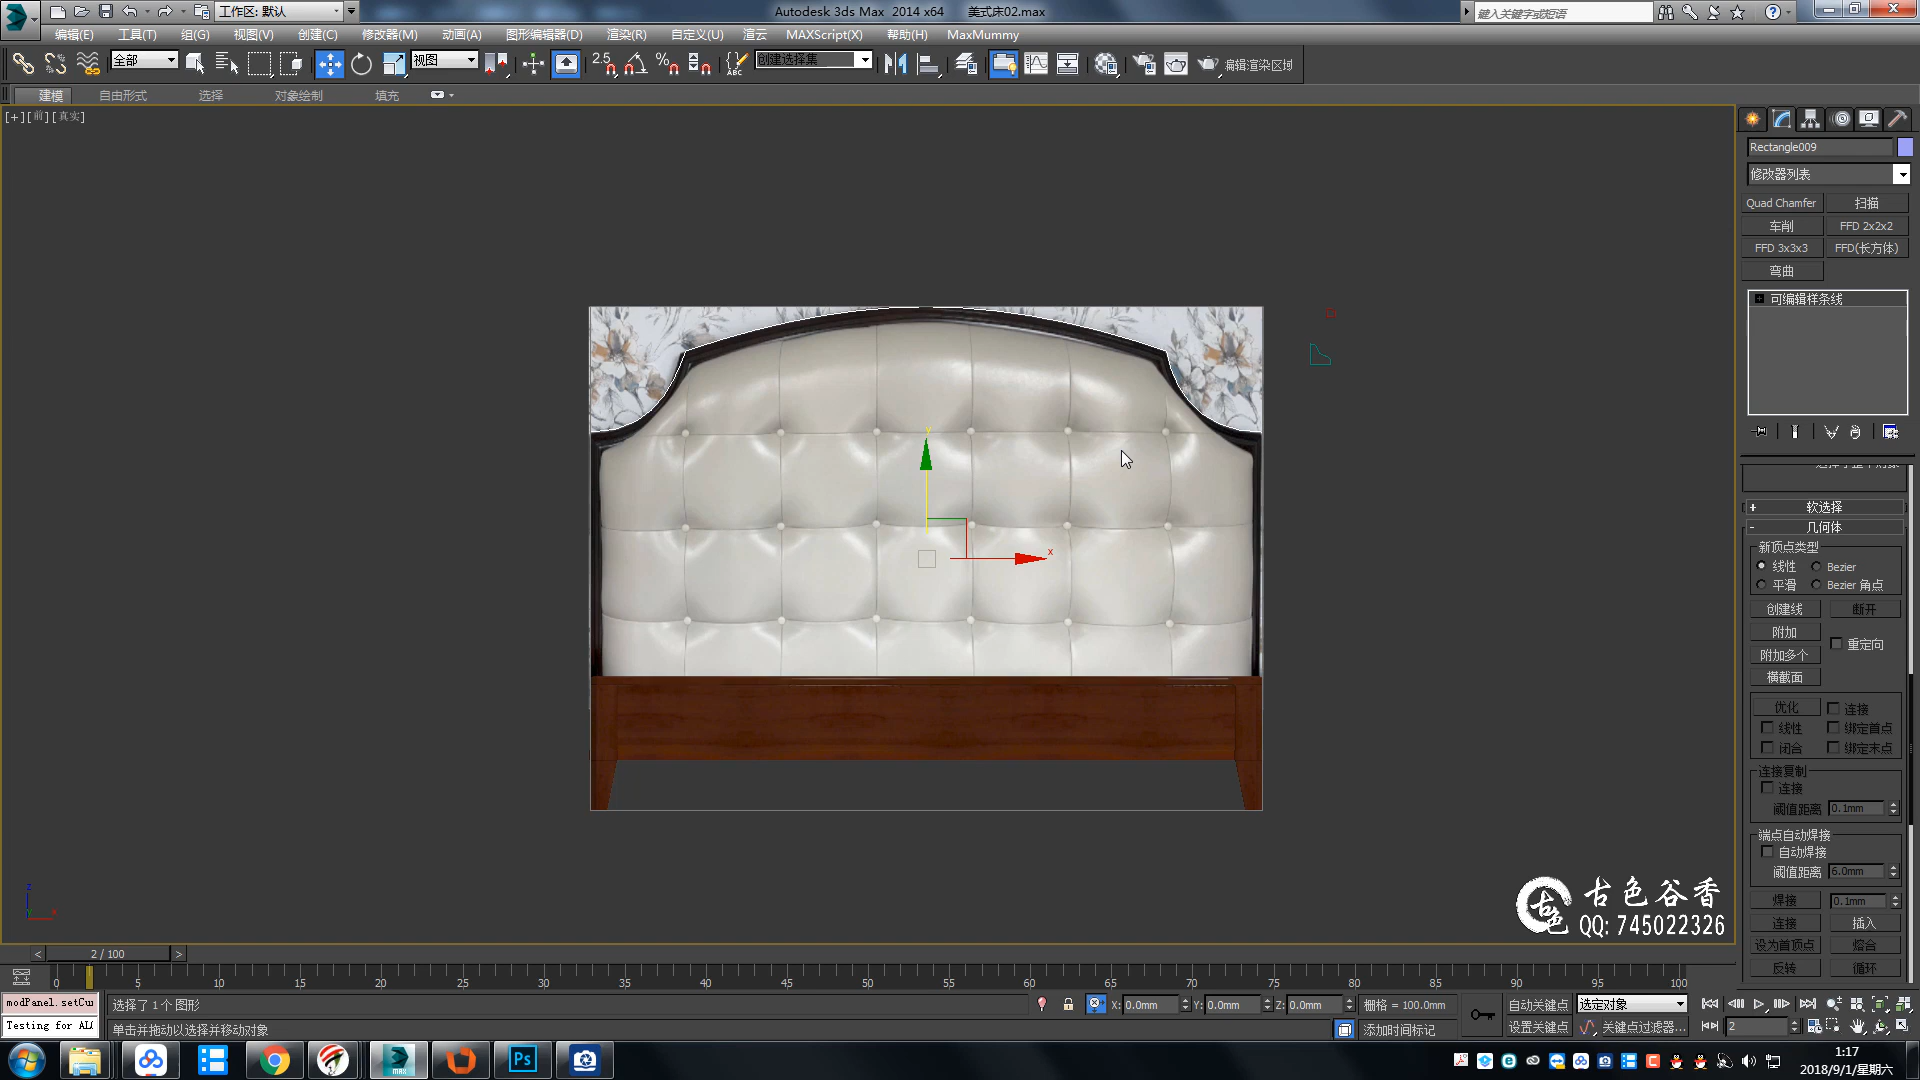 工作区: 默认
Autodesk 3ds Max 2014 x64 美式床02.max
键入关键字或短语
编辑(E) 工具(T) 组(G) 视图(V) 创建(C) 修改器(M) 动画(A) 图形编辑器(D) 渲染(R) 自定义(U) 渲云 MAXScript(X) 帮助(H) MaxMummy
全部 视图 2.5 创建选择集 编辑渲染区域
建模 自由形式 选择 对象绘制 填充
[+][前][真实]
Rectangle009
修改器列表
Quad Chamfer 扫描
车削 FFD 2x2x2
FFD 3x3x3 FFD(长方体)
弯曲
可编辑样条线
软选择
几何体
新顶点类型
线性 Bezier
平滑 Bezier 角点
创建线 断开
附加 重定向
附加多个
横截面
优化 连接
线性 绑定首点
闭合 绑定末点
连接复制
连接
阈值距离 0.1mm
端点自动焊接
自动焊接
阈值距离 6.0mm
焊接 0.1mm
连接 插入
设为首顶点 熔合
反转 循环
y
x
z
古色谷香
QQ: 745022326
2 / 100
0 5 10 15 20 25 30 35 40 45 50 55 60 65 70 75 80 85 90 95 100
modPanel.setCu 选择了 1 个图形 X: 0.0mm Y: 0.0mm Z: 0.0mm 栅格 = 100.0mm 自动关键点 选定对象
Testing for AL 单击并拖动以选择并移动对象 添加时间标记 设置关键点 关键点过滤器... 2
1:17
2018/9/1/星期六